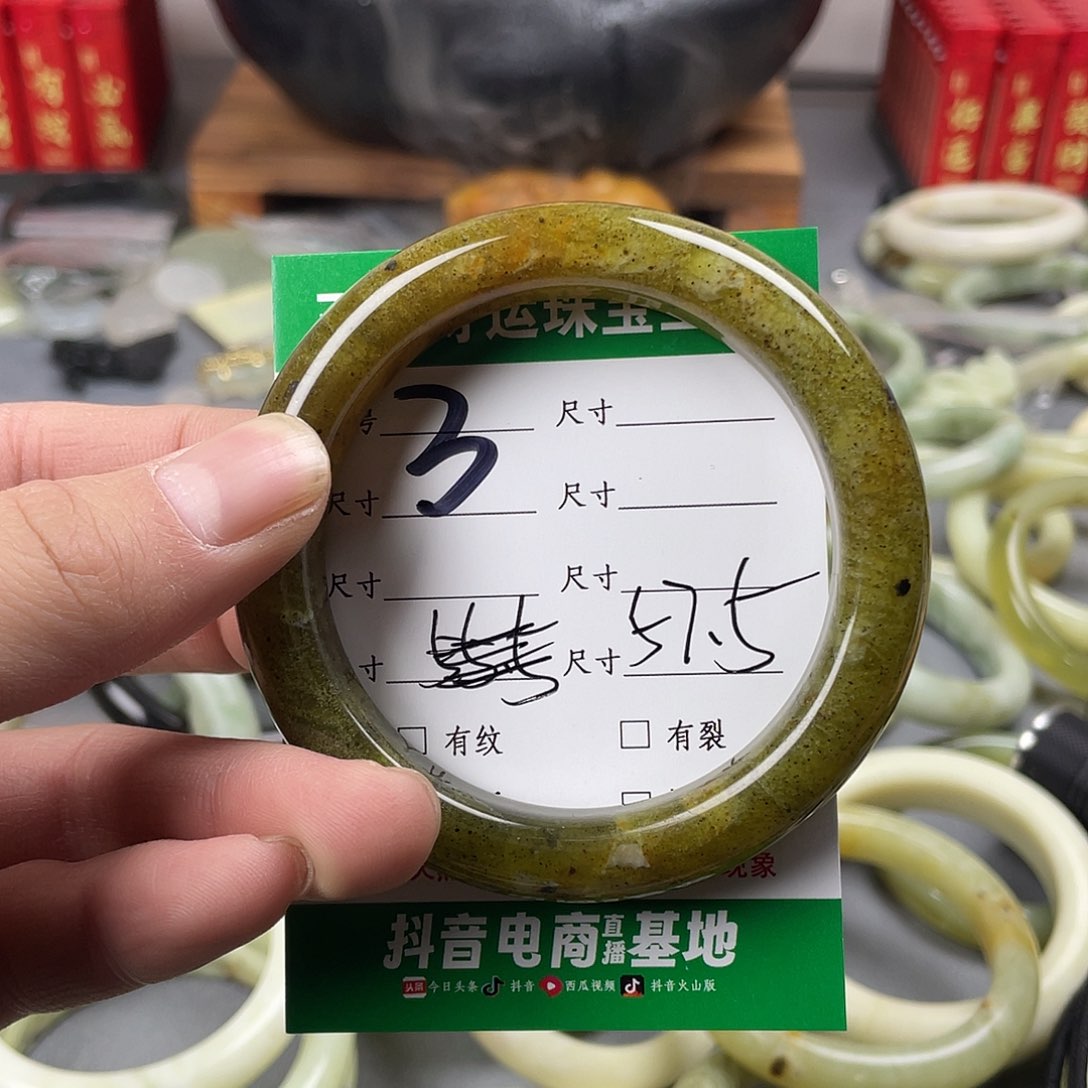 运珠宝
号 3 尺寸
尺寸 尺寸
尺寸 尺寸
寸 尺寸 57.5
□ 有纹 □ 有裂
现象
抖音电商直播基地
今日头条 抖音 西瓜视频 抖音火山版